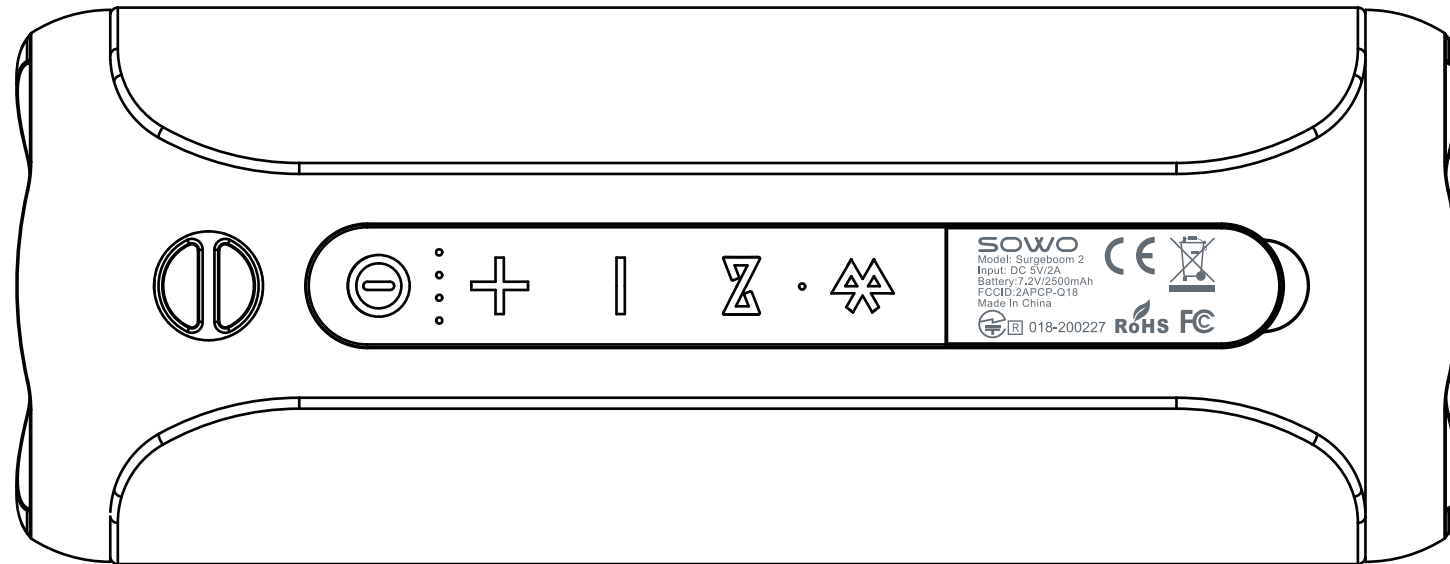 SOWO
Model: Surgeboom 2
Input: DC 5V/2A
Battery:7.2V/2500mAh
FCCID:2APCP-Q18
Made In China
R 018-200227 RoHS FC
CE